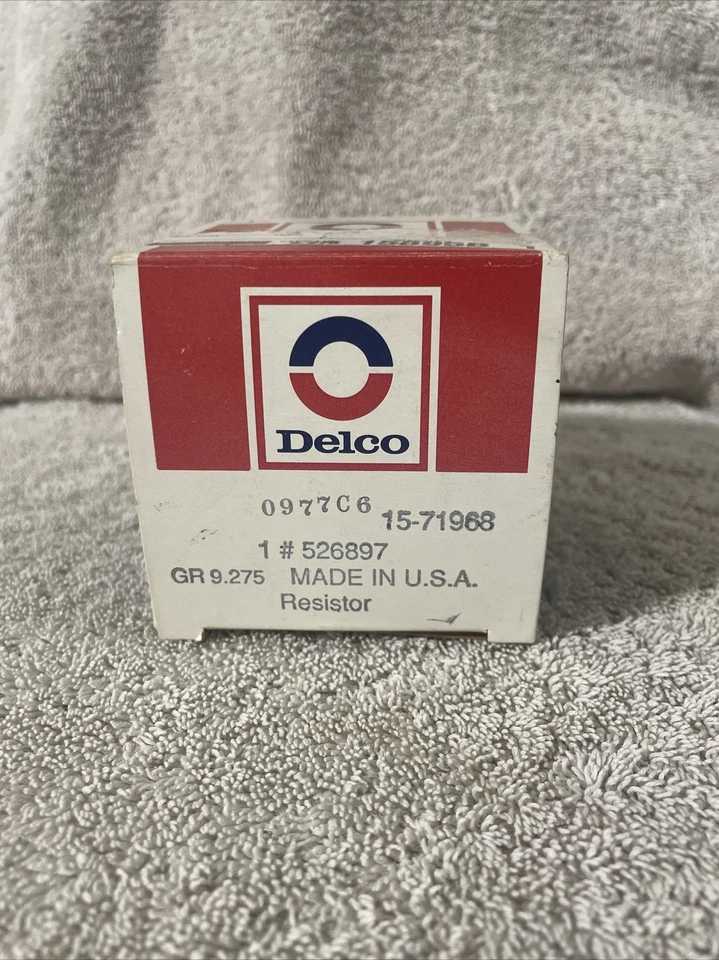 Delco
0977C6 15-71968
1 # 526897
GR 9.275 MADE IN U.S.A.
Resistor